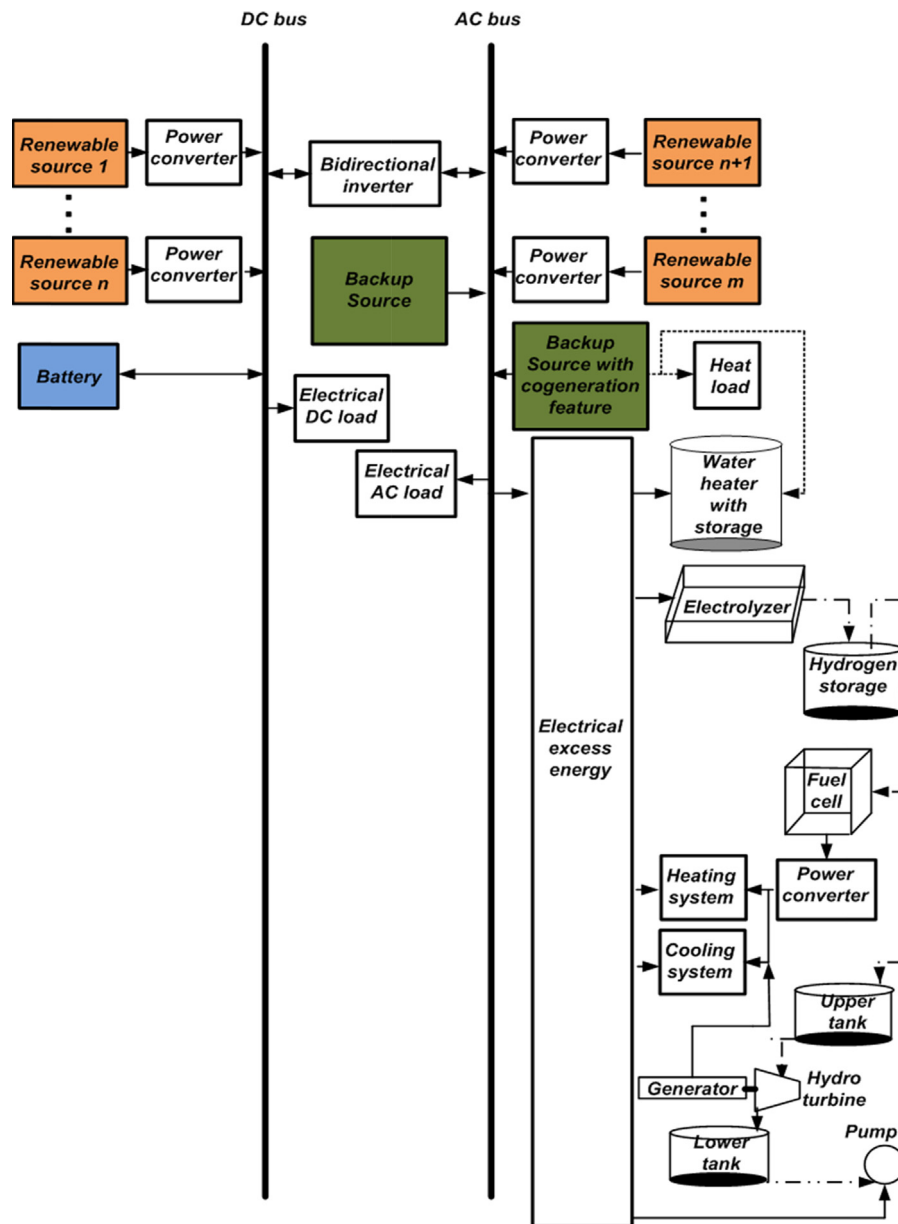 DC bus
AC bus
Renewable
source 1
Power
converter
Bidirectional
inverter
Power
converter
Renewable
source n+1
Renewable
source n
Power
converter
Backup
Source
Power
converter
Renewable
source m
Battery
Electrical
DC load
Backup
Source with
cogeneration
feature
Heat
load
Electrical
AC load
Water
heater
with
storage
Electrolyzer
Hydrogen
storage
Electrical
excess
energy
Fuel
cell
Heating
system
Power
converter
Cooling
system
Upper
tank
Generator
Hydro
turbine
Lower
tank
Pump